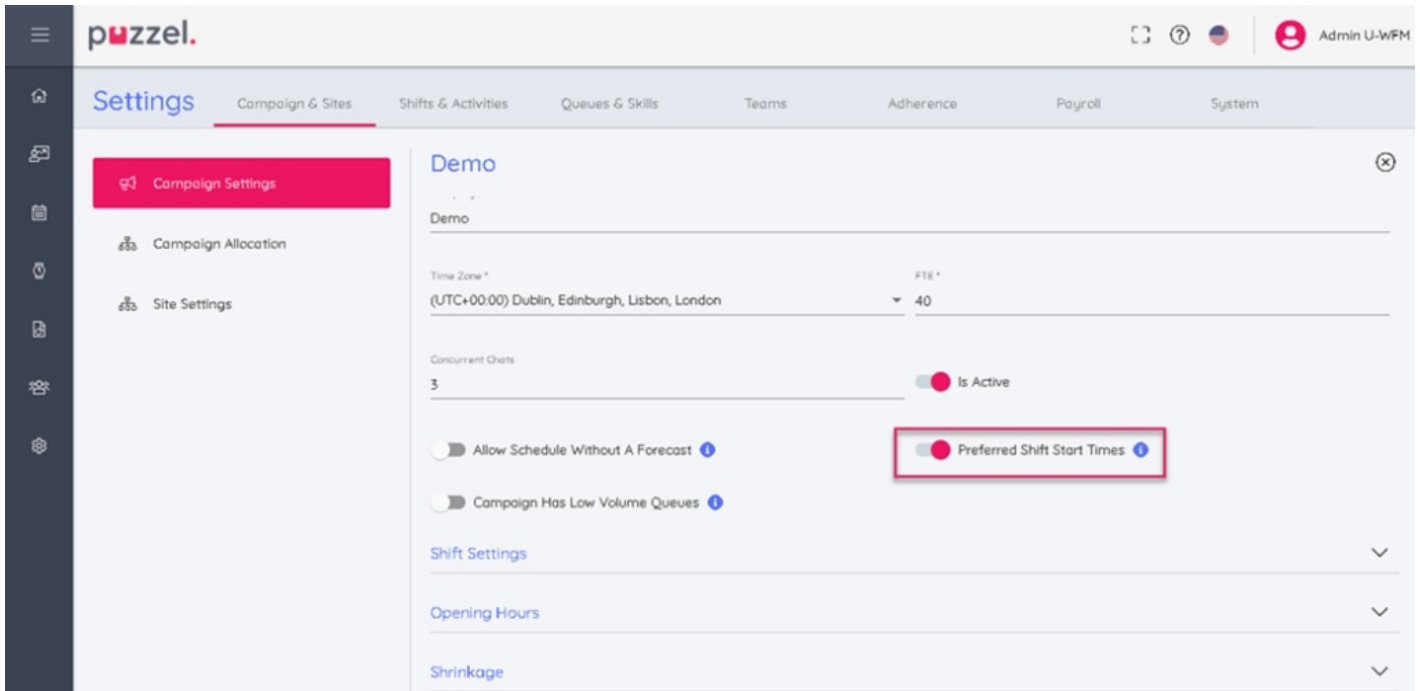 puzzel.
Admin U-WFM
Settings
Campaign & Sites
Shifts & Activities
Queues & Skills
Teams
Adherence
Payroll
System
Campaign Settings
Campaign Allocation
Site Settings
Demo
Demo
Time Zone *
FTE *
(UTC+00:00) Dublin, Edinburgh, Lisbon, London
40
Concurrent Chats
3
Is Active
Allow Schedule Without A Forecast
Preferred Shift Start Times
Campaign Has Low Volume Queues
Shift Settings
Opening Hours
Shrinkage